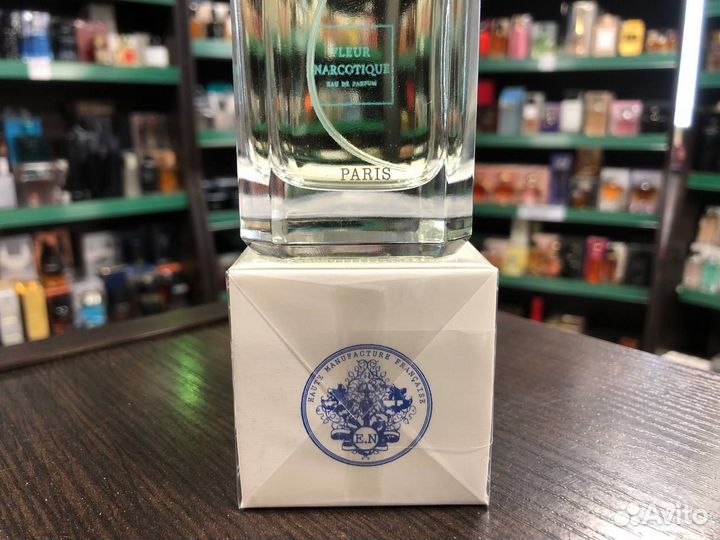 FLEUR
NARCOTIQUE
EAU DE PARFUM
PARIS
HAUTE MANUFACTURE FRANÇAISE
E.N
Avito